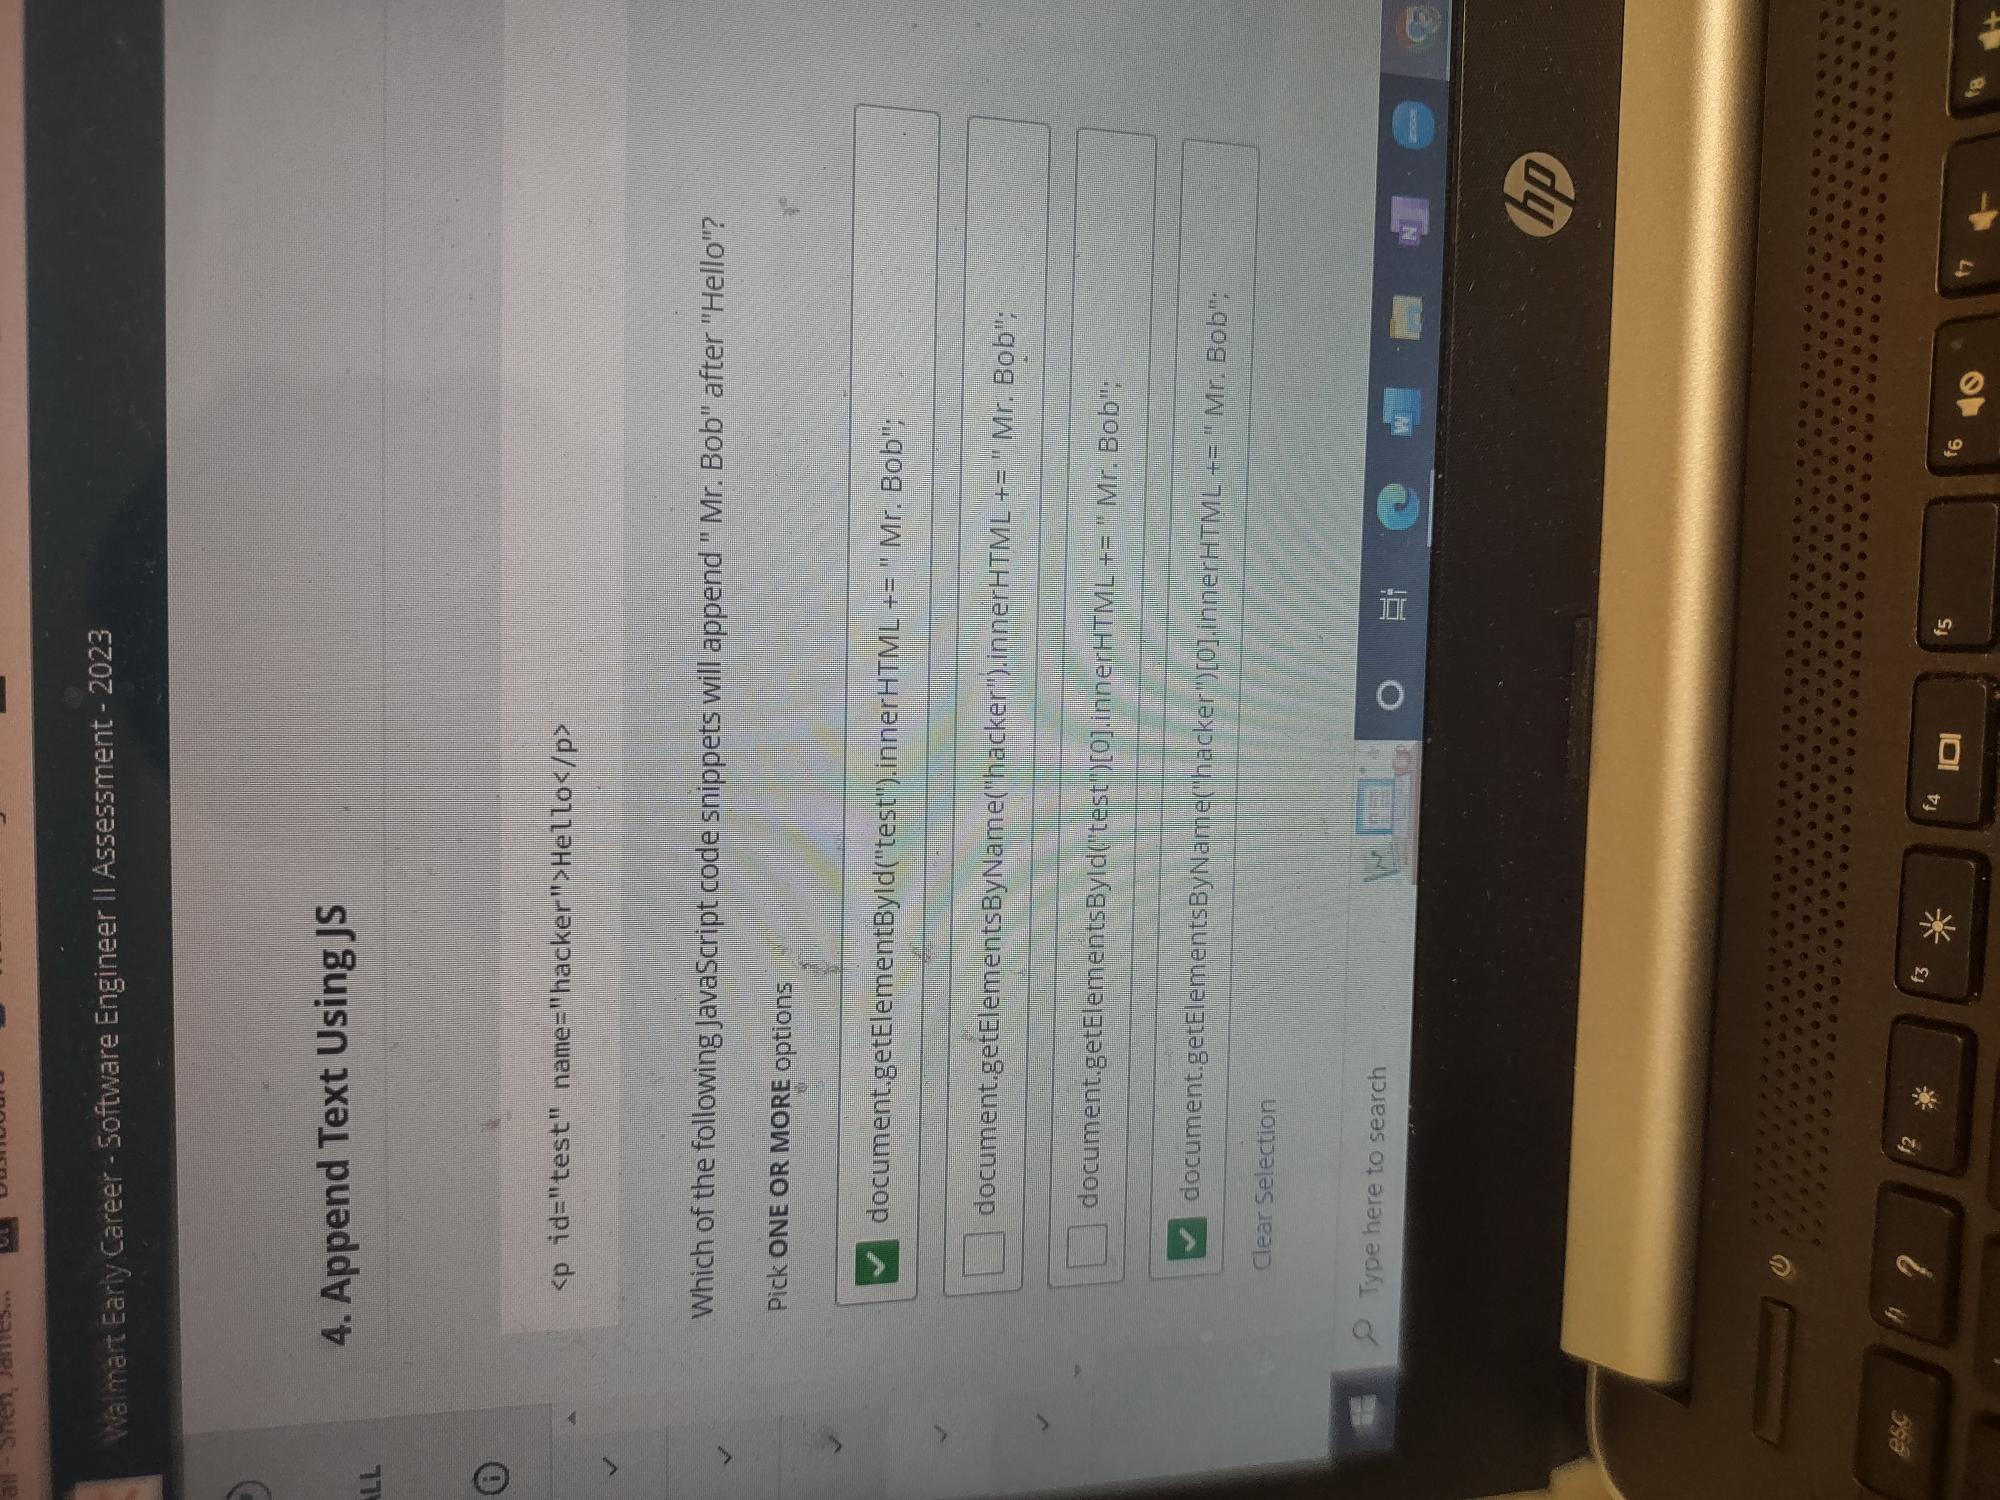 Shen, James...
Walmart Early Career - Software Engineer II Assessment - 2023
4. Append Text Using JS
ALL
<p id="test" name="hacker">Hello</p>
Which of the following JavaScript code snippets will append " Mr. Bob" after "Hello"?
Pick ONE OR MORE options
document.getElementById("test").innerHTML += " Mr. Bob";
document.getElementsByName("hacker").innerHTML += " Mr. Bob";
document.getElementsById("test")[0].innerHTML += " Mr. Bob";
document.getElementsByName("hacker")[0].innerHTML += " Mr. Bob";
Clear Selection
Type here to search
W
N
zoom
hp
esc
f1 ?
f2
f3
f4
f5
f6
f7
f8